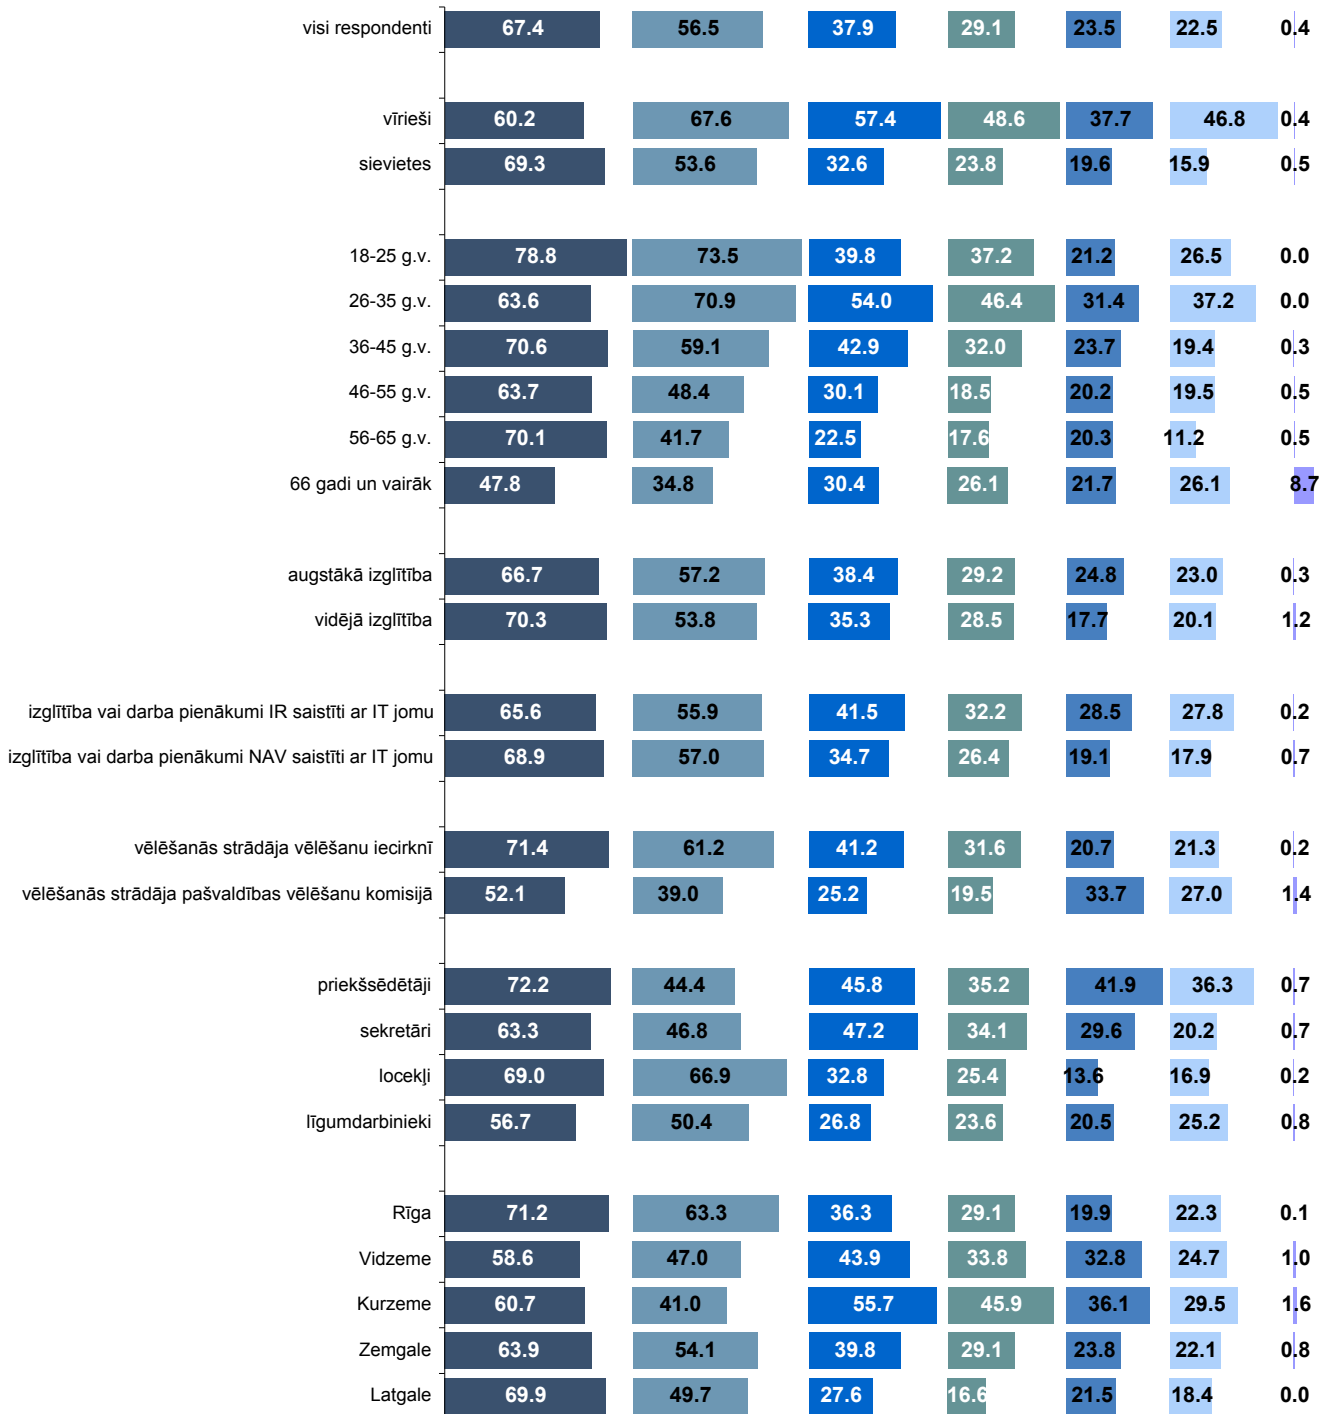 visi respondenti 67.4 56.5 37.9 29.1 23.5 22.5 0.4
vīrieši 60.2 67.6 57.4 48.6 37.7 46.8 0.4
sievietes 69.3 53.6 32.6 23.8 19.6 15.9 0.5
18-25 g.v. 78.8 73.5 39.8 37.2 21.2 26.5 0.0
26-35 g.v. 63.6 70.9 54.0 46.4 31.4 37.2 0.0
36-45 g.v. 70.6 59.1 42.9 32.0 23.7 19.4 0.3
46-55 g.v. 63.7 48.4 30.1 18.5 20.2 19.5 0.5
56-65 g.v. 70.1 41.7 22.5 17.6 20.3 11.2 0.5
66 gadi un vairāk 47.8 34.8 30.4 26.1 21.7 26.1 8.7
augstākā izglītība 66.7 57.2 38.4 29.2 24.8 23.0 0.3
vidējā izglītība 70.3 53.8 35.3 28.5 17.7 20.1 1.2
izglītība vai darba pienākumi IR saistīti ar IT jomu 65.6 55.9 41.5 32.2 28.5 27.8 0.2
izglītība vai darba pienākumi NAV saistīti ar IT jomu 68.9 57.0 34.7 26.4 19.1 17.9 0.7
vēlēšanās strādāja vēlēšanu iecirknī 71.4 61.2 41.2 31.6 20.7 21.3 0.2
vēlēšanās strādāja pašvaldības vēlēšanu komisijā 52.1 39.0 25.2 19.5 33.7 27.0 1.4
priekšsēdētāji 72.2 44.4 45.8 35.2 41.9 36.3 0.7
sekretāri 63.3 46.8 47.2 34.1 29.6 20.2 0.7
locekļi 69.0 66.9 32.8 25.4 13.6 16.9 0.2
līgumdarbinieki 56.7 50.4 26.8 23.6 20.5 25.2 0.8
Rīga 71.2 63.3 36.3 29.1 19.9 22.3 0.1
Vidzeme 58.6 47.0 43.9 33.8 32.8 24.7 1.0
Kurzeme 60.7 41.0 55.7 45.9 36.1 29.5 1.6
Zemgale 63.9 54.1 39.8 29.1 23.8 22.1 0.8
Latgale 69.9 49.7 27.6 16.6 21.5 18.4 0.0